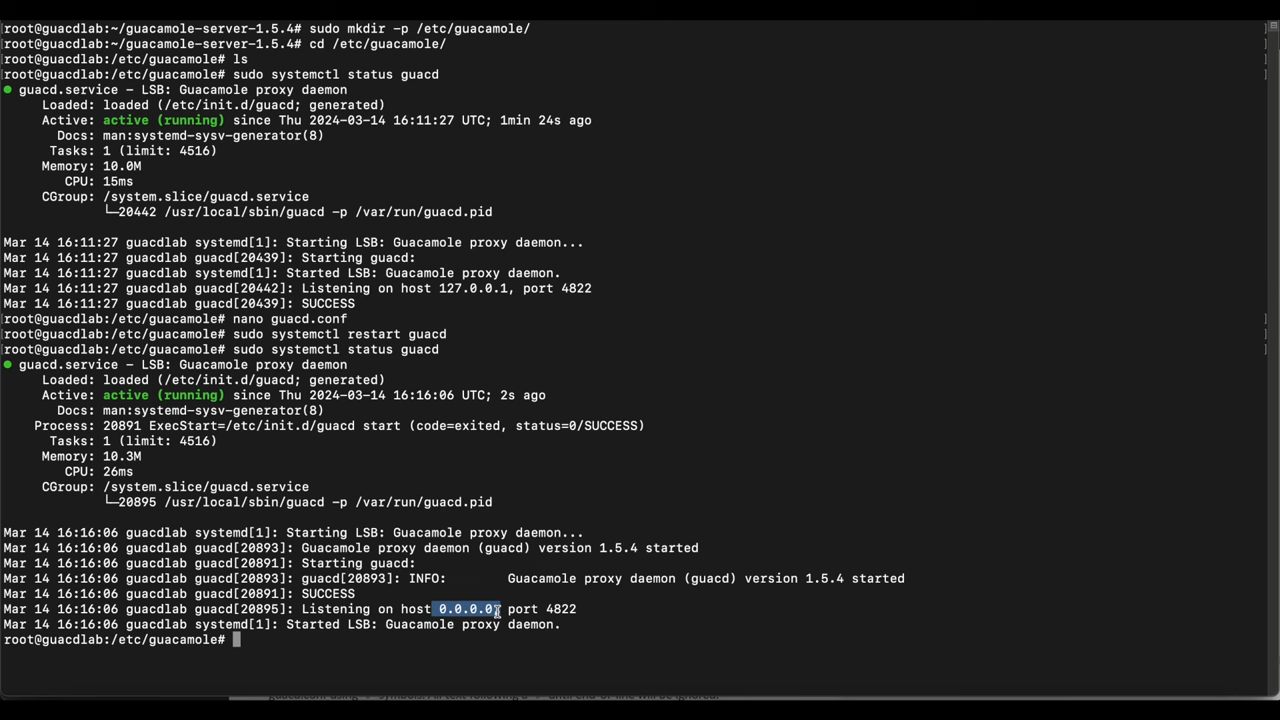 [root@guacdlab:~/guacamole-server-1.5.4# sudo mkdir -p /etc/guacamole/ ]
[root@guacdlab:~/guacamole-server-1.5.4# cd /etc/guacamole/ ]
[root@guacdlab:/etc/guacamole# ls ]
[root@guacdlab:/etc/guacamole# sudo systemctl status guacd ]
● guacd.service - LSB: Guacamole proxy daemon
Loaded: loaded (/etc/init.d/guacd; generated)
Active: active (running) since Thu 2024-03-14 16:11:27 UTC; 1min 24s ago
Docs: man:systemd-sysv-generator(8)
Tasks: 1 (limit: 4516)
Memory: 10.0M
CPU: 15ms
CGroup: /system.slice/guacd.service
└─20442 /usr/local/sbin/guacd -p /var/run/guacd.pid
Mar 14 16:11:27 guacdlab systemd[1]: Starting LSB: Guacamole proxy daemon...
Mar 14 16:11:27 guacdlab guacd[20439]: Starting guacd:
Mar 14 16:11:27 guacdlab systemd[1]: Started LSB: Guacamole proxy daemon.
Mar 14 16:11:27 guacdlab guacd[20442]: Listening on host 127.0.0.1, port 4822
Mar 14 16:11:27 guacdlab guacd[20439]: SUCCESS
[root@guacdlab:/etc/guacamole# nano guacd.conf ]
[root@guacdlab:/etc/guacamole# sudo systemctl restart guacd ]
[root@guacdlab:/etc/guacamole# sudo systemctl status guacd ]
● guacd.service - LSB: Guacamole proxy daemon
Loaded: loaded (/etc/init.d/guacd; generated)
Active: active (running) since Thu 2024-03-14 16:16:06 UTC; 2s ago
Docs: man:systemd-sysv-generator(8)
Process: 20891 ExecStart=/etc/init.d/guacd start (code=exited, status=0/SUCCESS)
Tasks: 1 (limit: 4516)
Memory: 10.3M
CPU: 26ms
CGroup: /system.slice/guacd.service
└─20895 /usr/local/sbin/guacd -p /var/run/guacd.pid
Mar 14 16:16:06 guacdlab systemd[1]: Starting LSB: Guacamole proxy daemon...
Mar 14 16:16:06 guacdlab guacd[20893]: Guacamole proxy daemon (guacd) version 1.5.4 started
Mar 14 16:16:06 guacdlab guacd[20891]: Starting guacd:
Mar 14 16:16:06 guacdlab guacd[20893]: guacd[20893]: INFO: Guacamole proxy daemon (guacd) version 1.5.4 started
Mar 14 16:16:06 guacdlab guacd[20891]: SUCCESS
Mar 14 16:16:06 guacdlab guacd[20895]: Listening on host 0.0.0.0, port 4822
Mar 14 16:16:06 guacdlab systemd[1]: Started LSB: Guacamole proxy daemon.
root@guacdlab:/etc/guacamole#